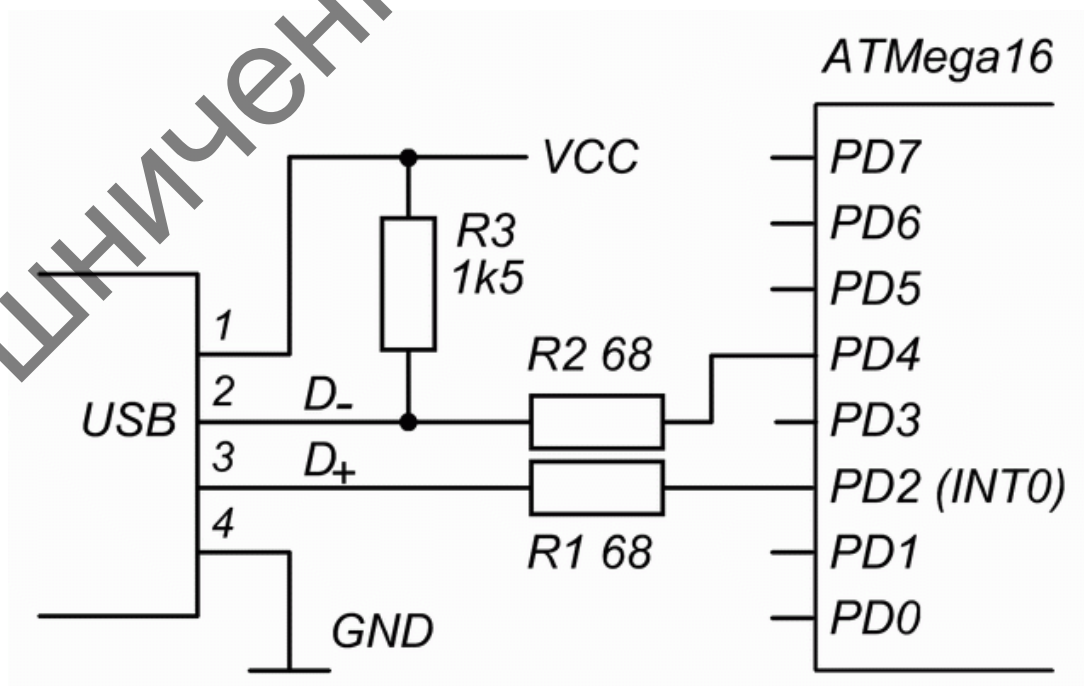 ATMega16
VCC
PD7
R3
1k5
PD6
PD5
1
R2 68
PD4
2
D-
USB
PD3
3
D+
PD2 (INT0)
4
R1 68
PD1
GND
PD0